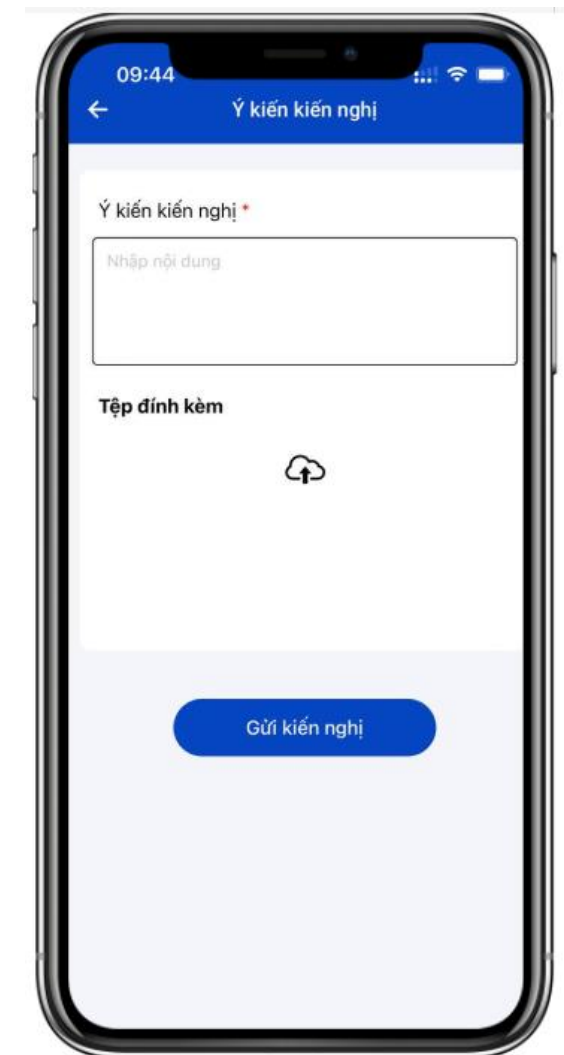 09:44
Ý kiến kiến nghị
Ý kiến kiến nghị *
Nhập nội dung
Tệp đính kèm
Gửi kiến nghị